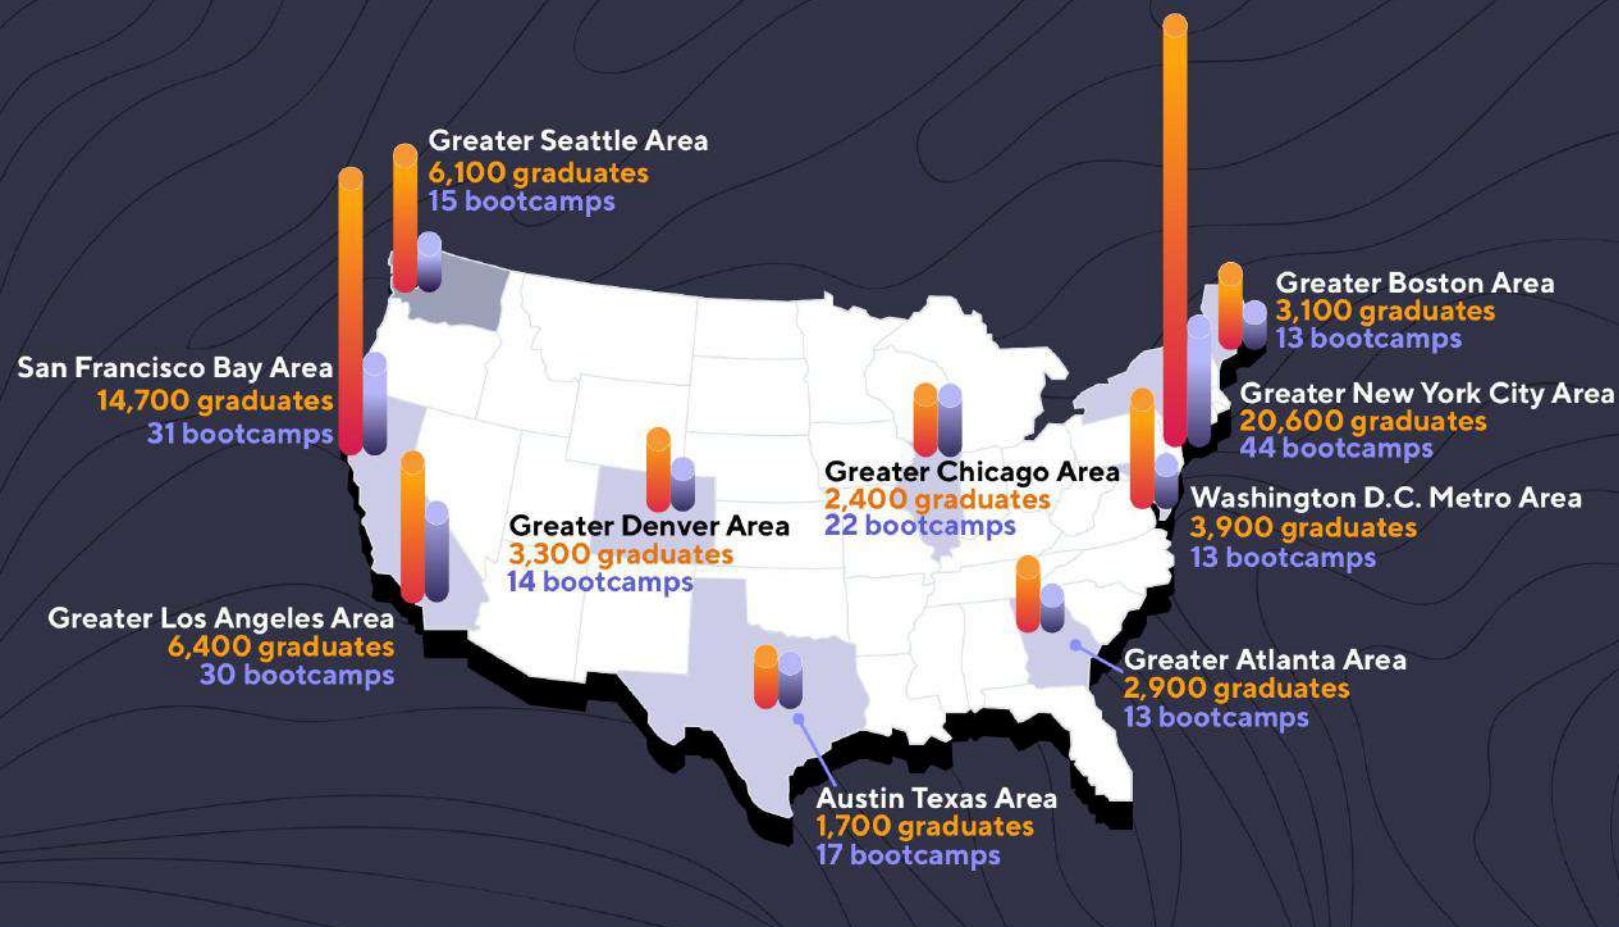 Greater Seattle Area
6,100 graduates
15 bootcamps
San Francisco Bay Area
14,700 graduates
31 bootcamps
Greater Los Angeles Area
6,400 graduates
30 bootcamps
Greater Denver Area
3,300 graduates
14 bootcamps
Greater Chicago Area
2,400 graduates
22 bootcamps
Greater Boston Area
3,100 graduates
13 bootcamps
Greater New York City Area
20,600 graduates
44 bootcamps
Washington D.C. Metro Area
3,900 graduates
13 bootcamps
Greater Atlanta Area
2,900 graduates
13 bootcamps
Austin Texas Area
1,700 graduates
17 bootcamps